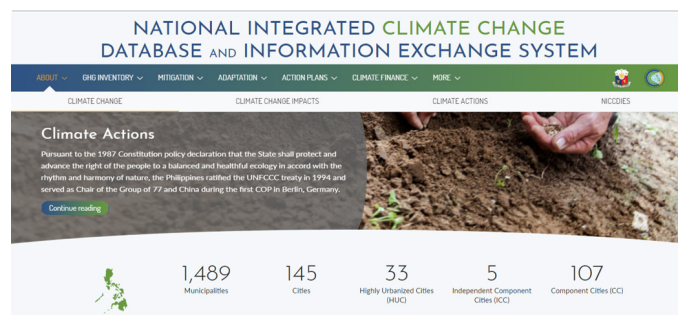 NATIONAL INTEGRATED CLIMATE CHANGE
DATABASE AND INFORMATION EXCHANGE SYSTEM
ABOUT GHG INVENTORY MITIGATION ADAPTATION ACTION PLANS CLIMATE FINANCE MORE
CLIMATE CHANGE CLIMATE CHANGE IMPACTS CLIMATE ACTIONS NICCDIES
Climate Actions
Pursuant to the 1987 Constitution policy declaration that the State shall protect and
advance the right of the people to a balanced and healthful ecology in accord with the
rhythm and harmony of nature, the Philippines ratified the UNFCCC treaty in 1994 and
served as Chair of the Group of 77 and China during the first COP in Berlin, Germany.
Continue reading
1,489 145 33 5 107
Municipalities Cities Highly Urbanized Cities Independent Component Component Cities (CC)
(HUC) Cities (ICC)